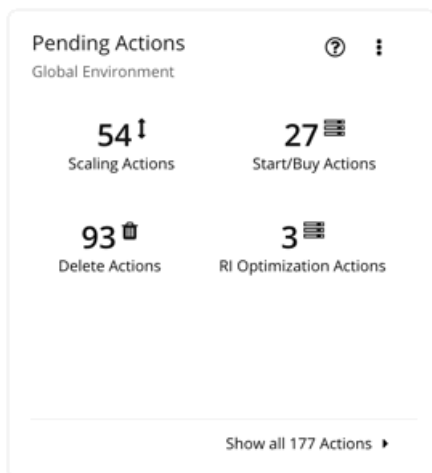 Pending Actions
Global Environment
54
Scaling Actions
27
Start/Buy Actions
93
Delete Actions
3
RI Optimization Actions
Show all 177 Actions